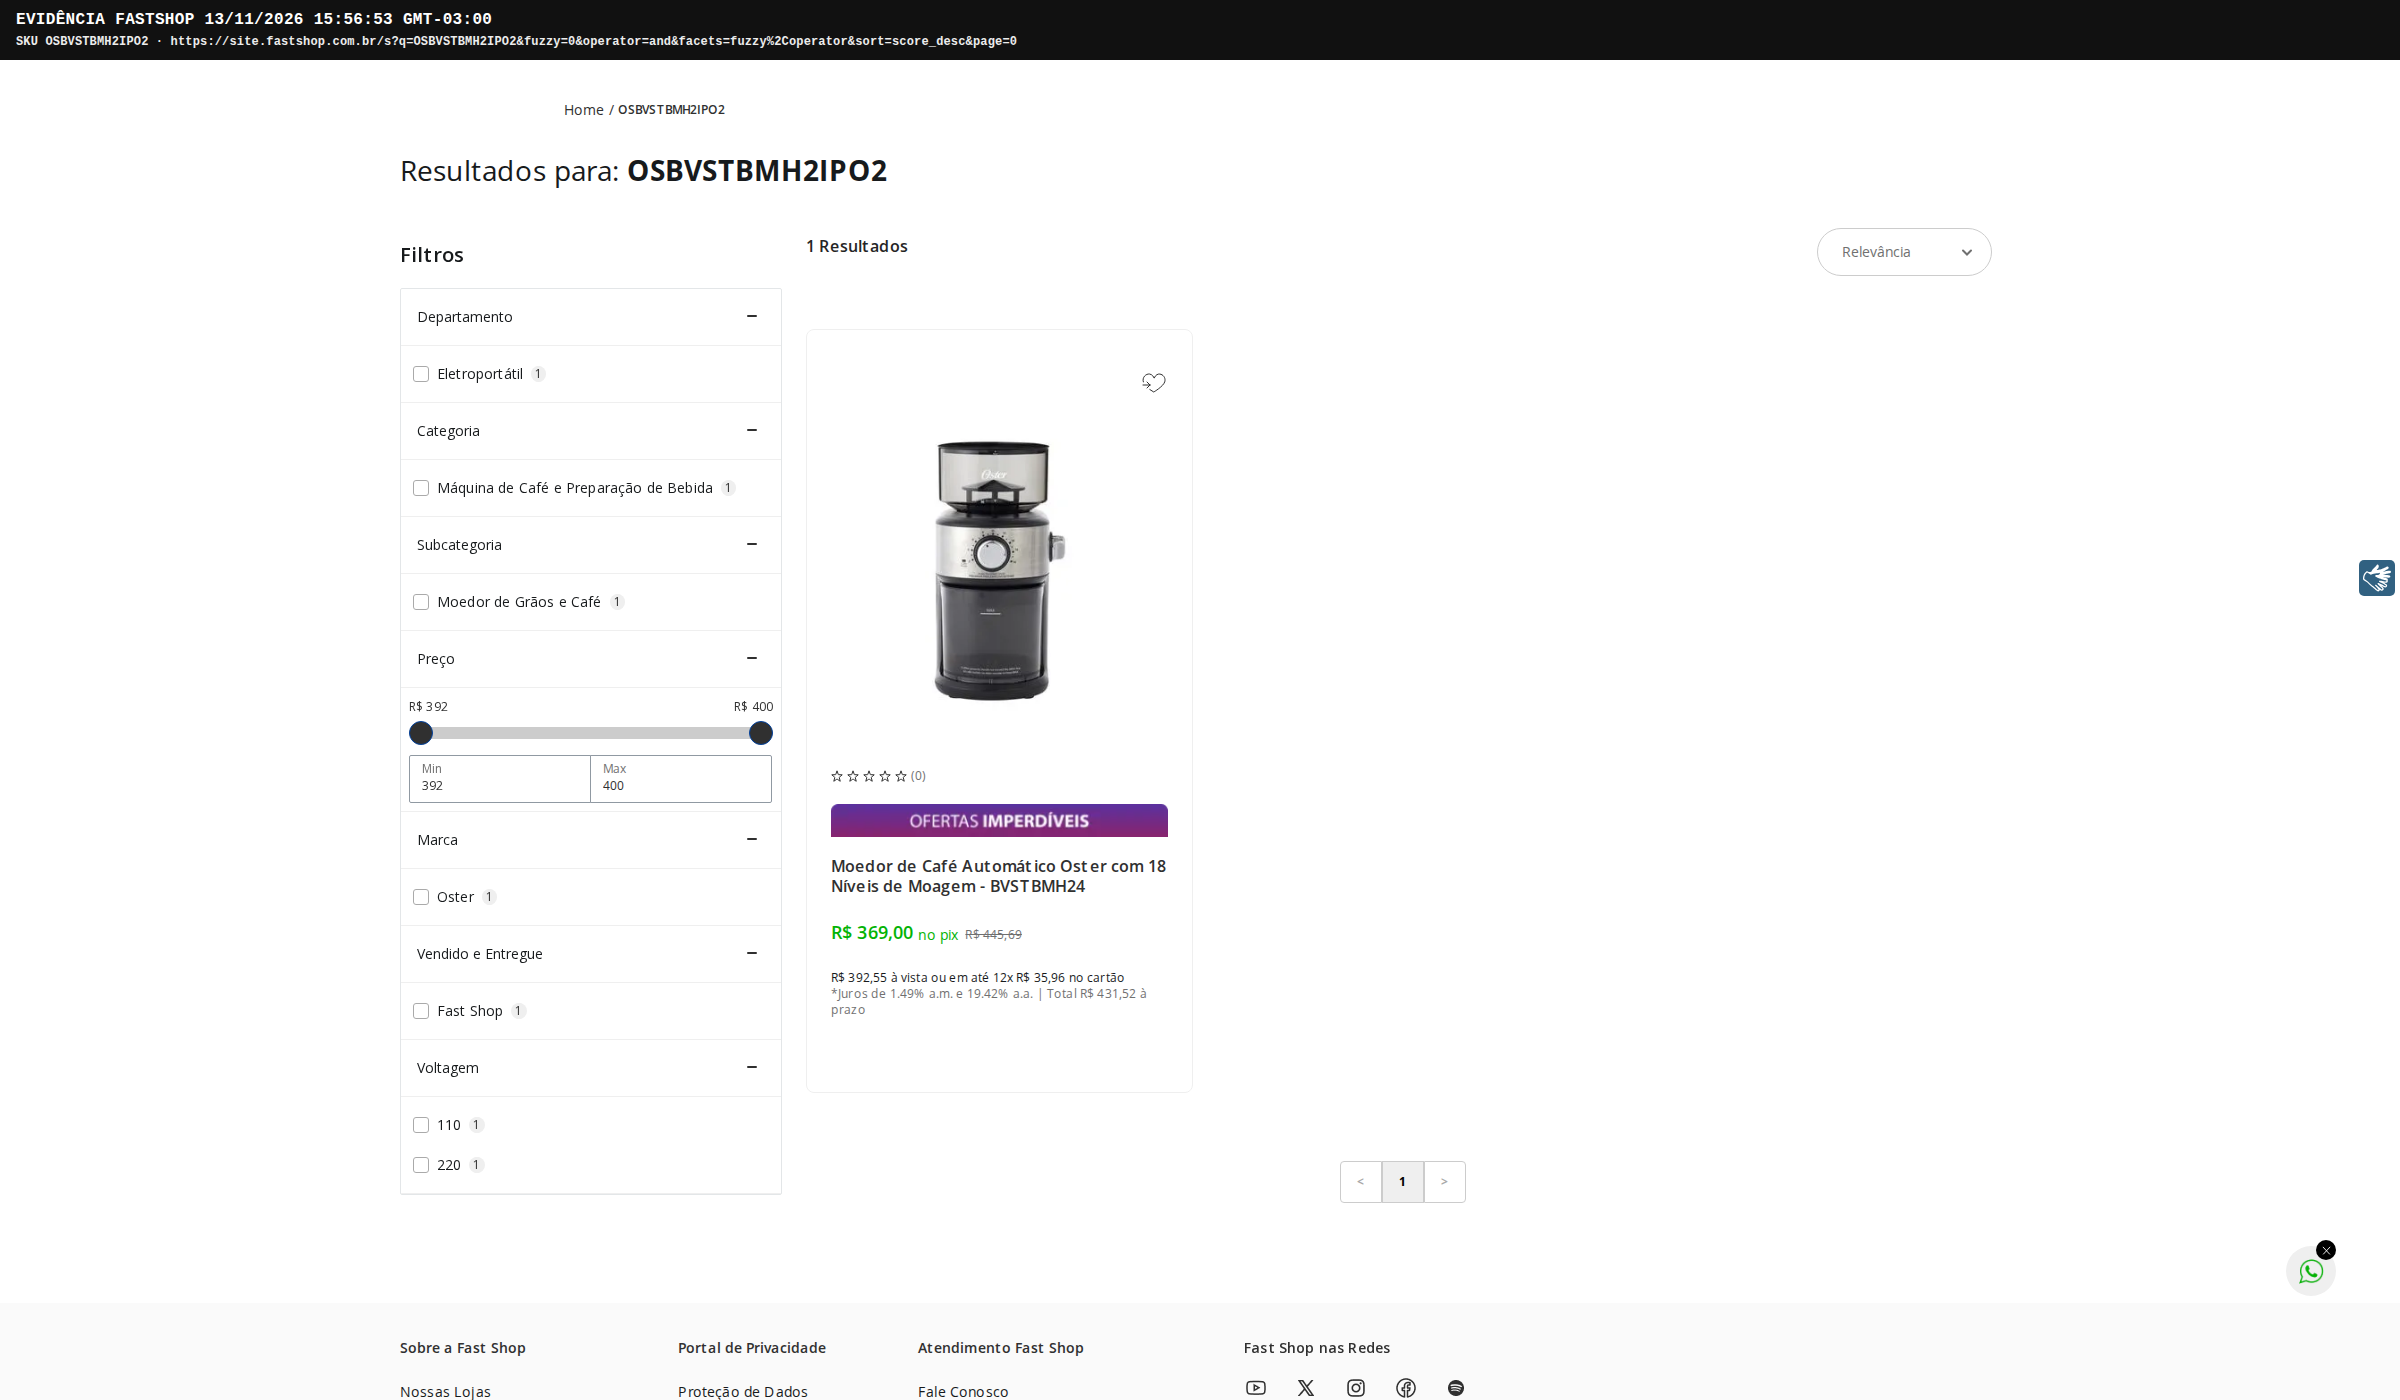 EVIDÊNCIA FASTSHOP 13/11/2026 15:56:53 GMT-03:00
SKU OSBVSTBMH2IPO2 · https://site.fastshop.com.br/s?q=OSBVSTBMH2IPO2&fuzzy=0&operator=and&facets=fuzzy%2Coperator&sort=score_desc&page=0
Home / OSBVSTBMH2IPO2
Resultados para: OSBVSTBMH2IPO2
Filtros
1 Resultados
Relevância
Departamento
Eletroportátil 1
Categoria
Máquina de Café e Preparação de Bebida 1
Subcategoria
Moedor de Grãos e Café 1
Preço
R$ 392
R$ 400
Min
392
Max
400
Marca
Oster 1
Vendido e Entregue
Fast Shop 1
Voltagem
110 1
220 1
Oster
(0)
OFERTAS IMPERDÍVEIS
Moedor de Café Automático Oster com 18
Níveis de Moagem - BVSTBMH24
R$ 369,00 no pix R$ 445,69
R$ 392,55 à vista ou em até 12x R$ 35,96 no cartão
*Juros de 1.49% a.m. e 19.42% a.a. | Total R$ 431,52 à
prazo
< 1 >
Sobre a Fast Shop
Nossas Lojas
Portal de Privacidade
Proteção de Dados
Atendimento Fast Shop
Fale Conosco
Fast Shop nas Redes